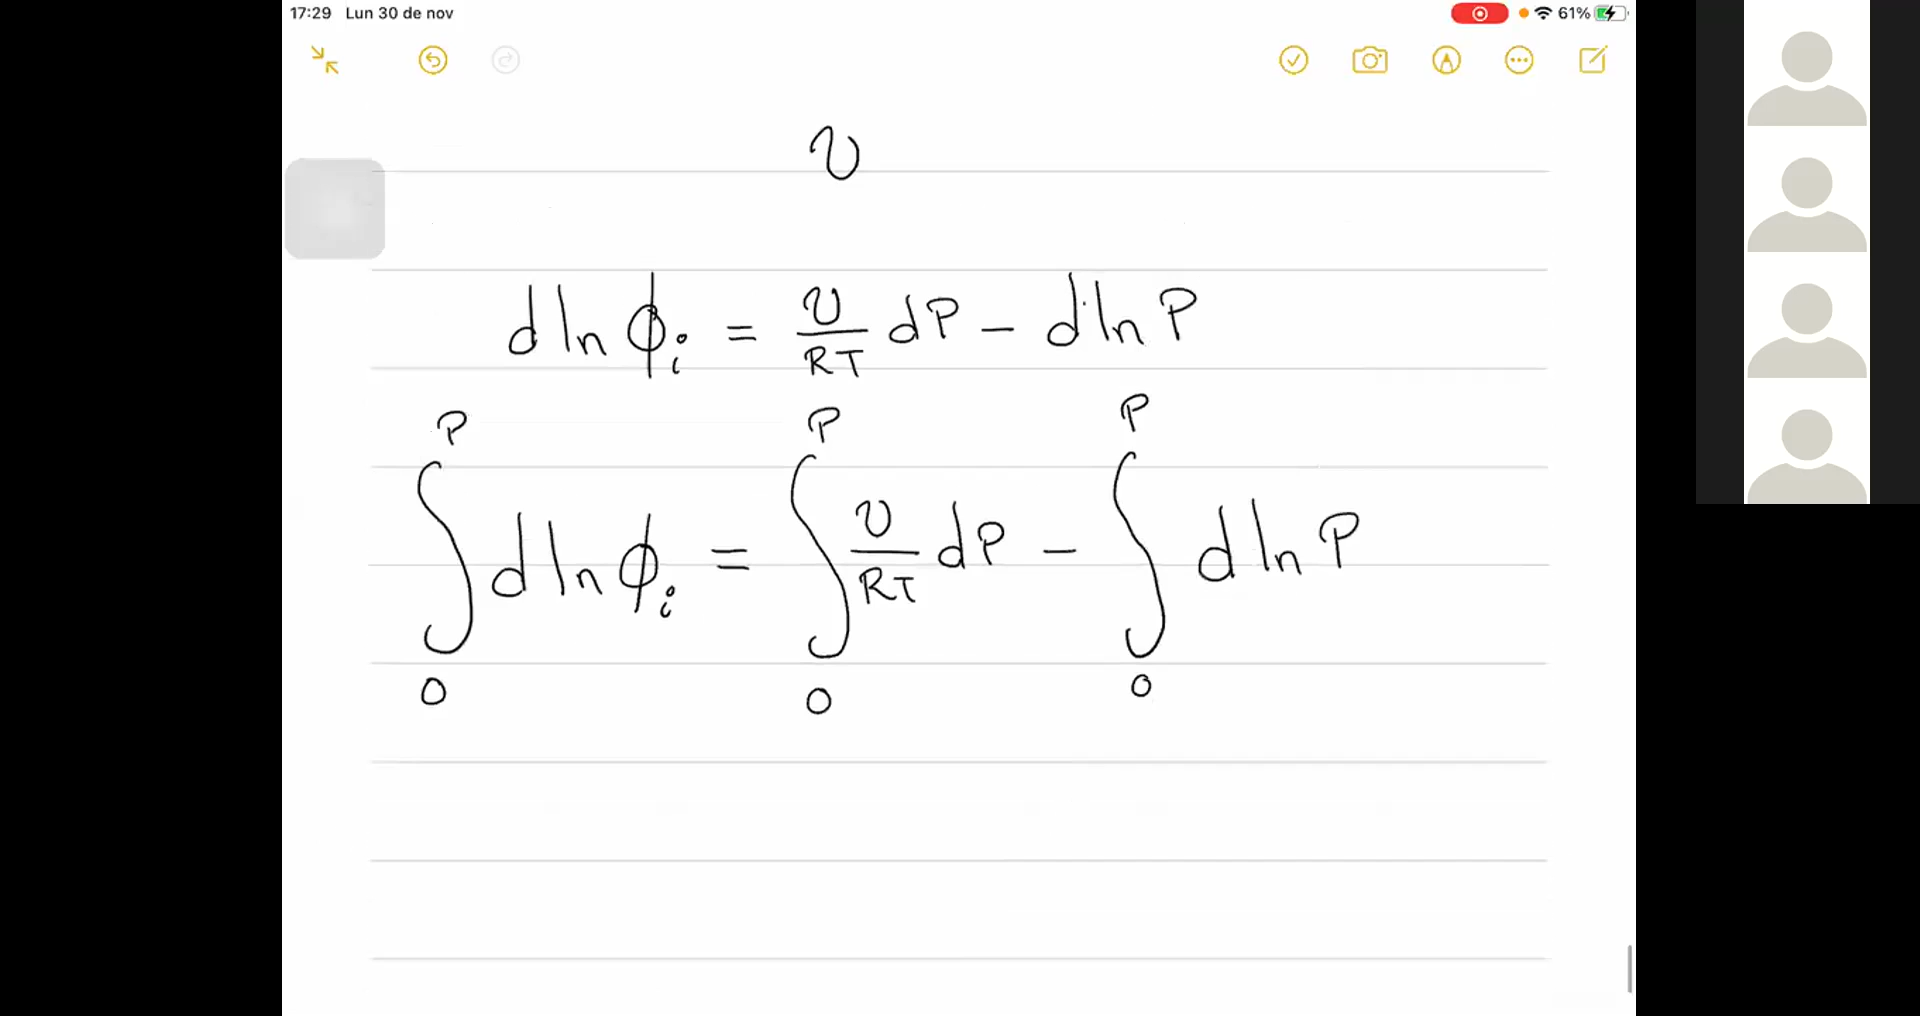 17:29 Lun 30 de nov 61%
v
d ln ϕᵢ = v/RT dP − d ln P
∫₀ᴾ d ln ϕᵢ = ∫₀ᴾ v/RT dP − ∫₀ᴾ d ln P